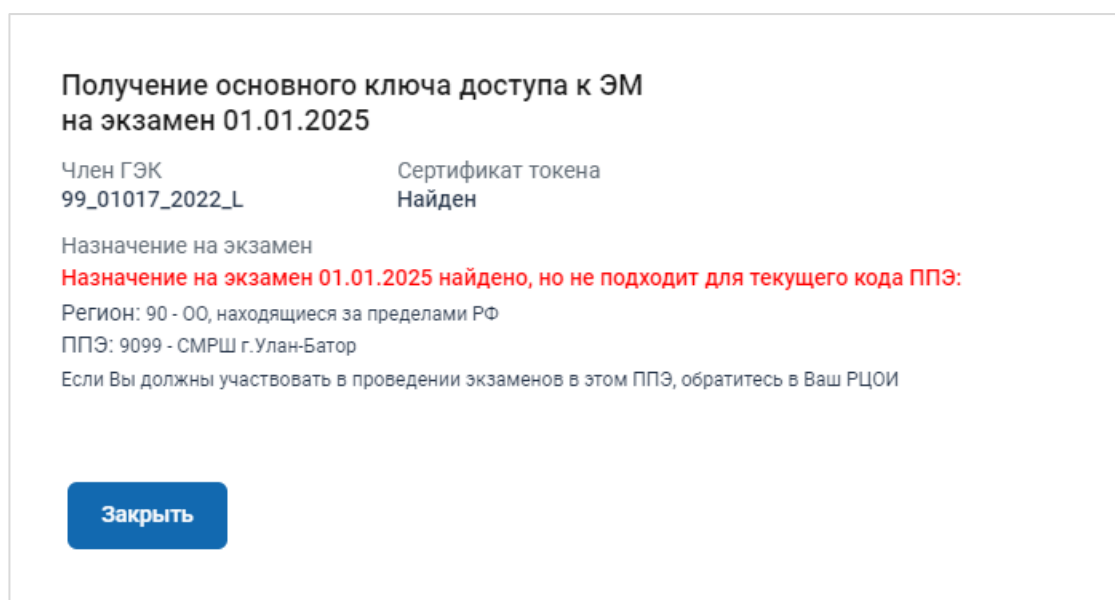 Получение основного ключа доступа к ЭМ
на экзамен 01.01.2025
Член ГЭК Сертификат токена
99_01017_2022_L Найден
Назначение на экзамен
Назначение на экзамен 01.01.2025 найдено, но не подходит для текущего кода ППЭ:
Регион: 90 - ОО, находящиеся за пределами РФ
ППЭ: 9099 - СМРШ г.Улан-Батор
Если Вы должны участвовать в проведении экзаменов в этом ППЭ, обратитесь в Ваш РЦОИ
Закрыть